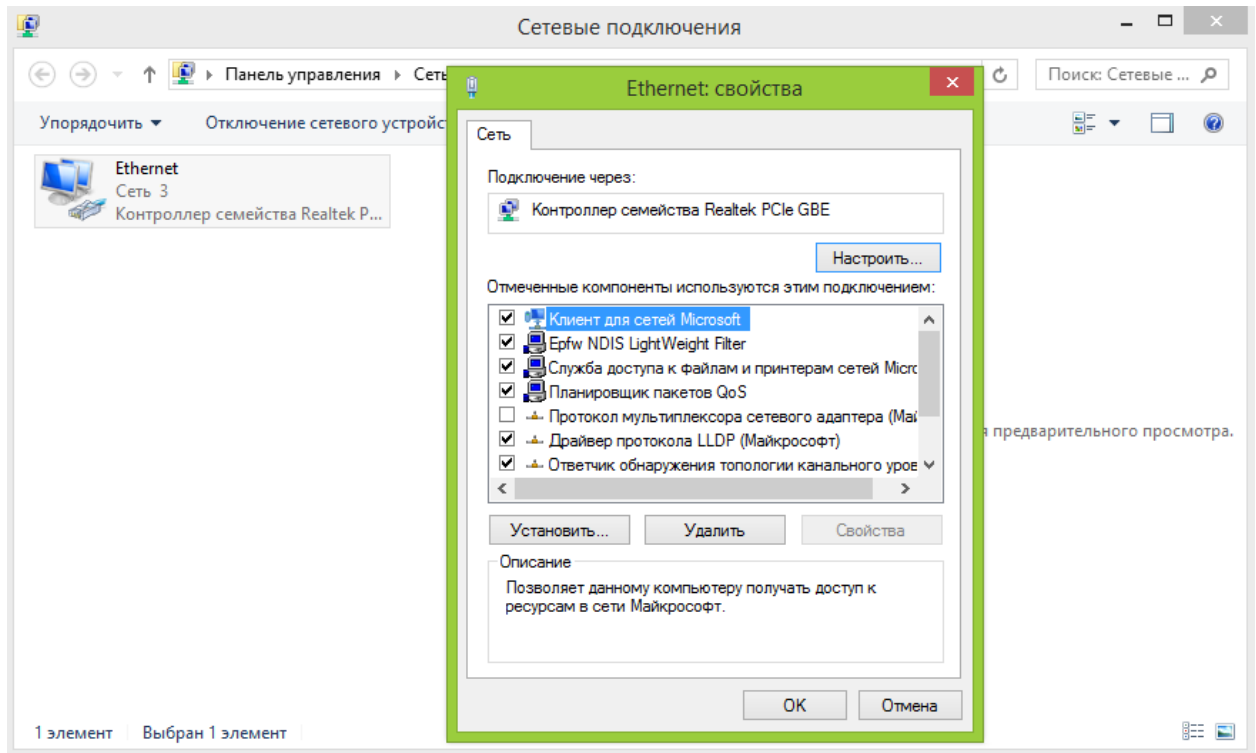 Сетевые подключения
Панель управления
Поиск: Сетевые ...
Упорядочить
Отключение сетевого
Ethernet
Сеть 3
Контроллер семейства Realtek P...
я предварительного просмотра.
1 элемент Выбран 1 элемент
Ethernet: свойства
Сеть
Подключение через:
Контроллер семейства Realtek PCIe GBE
Настроить...
Отмеченные компоненты используются этим подключением:
Клиент для сетей Microsoft
Epfw NDIS LightWeight Filter
Служба доступа к файлам и принтерам сетей Micro
Планировщик пакетов QoS
Протокол мультиплексора сетевого адаптера (Май
Драйвер протокола LLDP (Майкрософт)
Ответчик обнаружения топологии канального уров
Установить...
Удалить
Свойства
Описание
Позволяет данному компьютеру получать доступ к
ресурсам в сети Майкрософт.
OK
Отмена